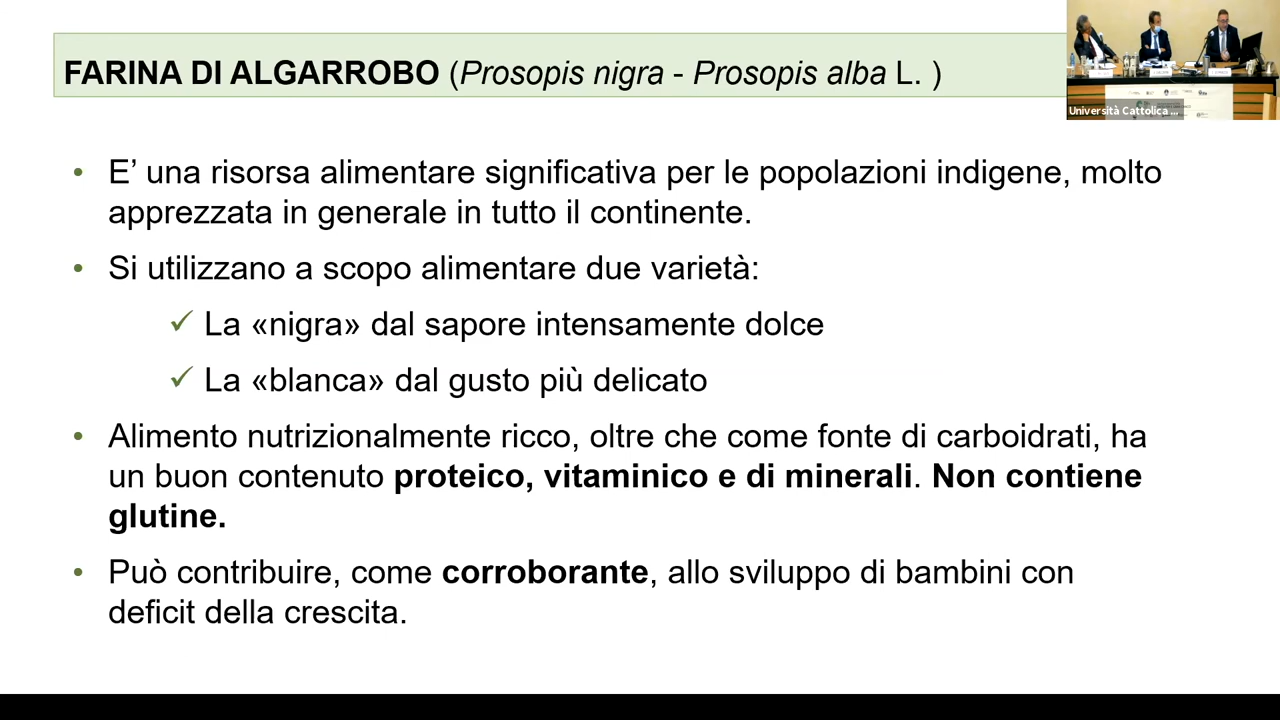 FARINA DI ALGARROBO (Prosopis nigra - Prosopis alba L. )
Università Cattolica ...
• E’ una risorsa alimentare significativa per le popolazioni indigene, molto
apprezzata in generale in tutto il continente.
• Si utilizzano a scopo alimentare due varietà:
✓ La «nigra» dal sapore intensamente dolce
✓ La «blanca» dal gusto più delicato
• Alimento nutrizionalmente ricco, oltre che come fonte di carboidrati, ha
un buon contenuto proteico, vitaminico e di minerali. Non contiene
glutine.
• Può contribuire, come corroborante, allo sviluppo di bambini con
deficit della crescita.